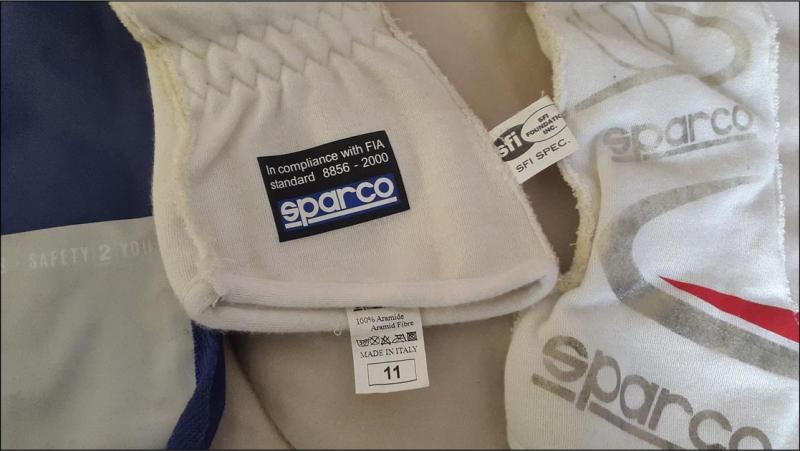 In compliance with FIA
standard 8856 - 2000
sparco
sfi
SFI
FOUNDATION
INC.
SFI SPEC.
sparco
sparco
SAFETY 2 YOU
100% Aramide
Aramid Fibre
MADE IN ITALY
11